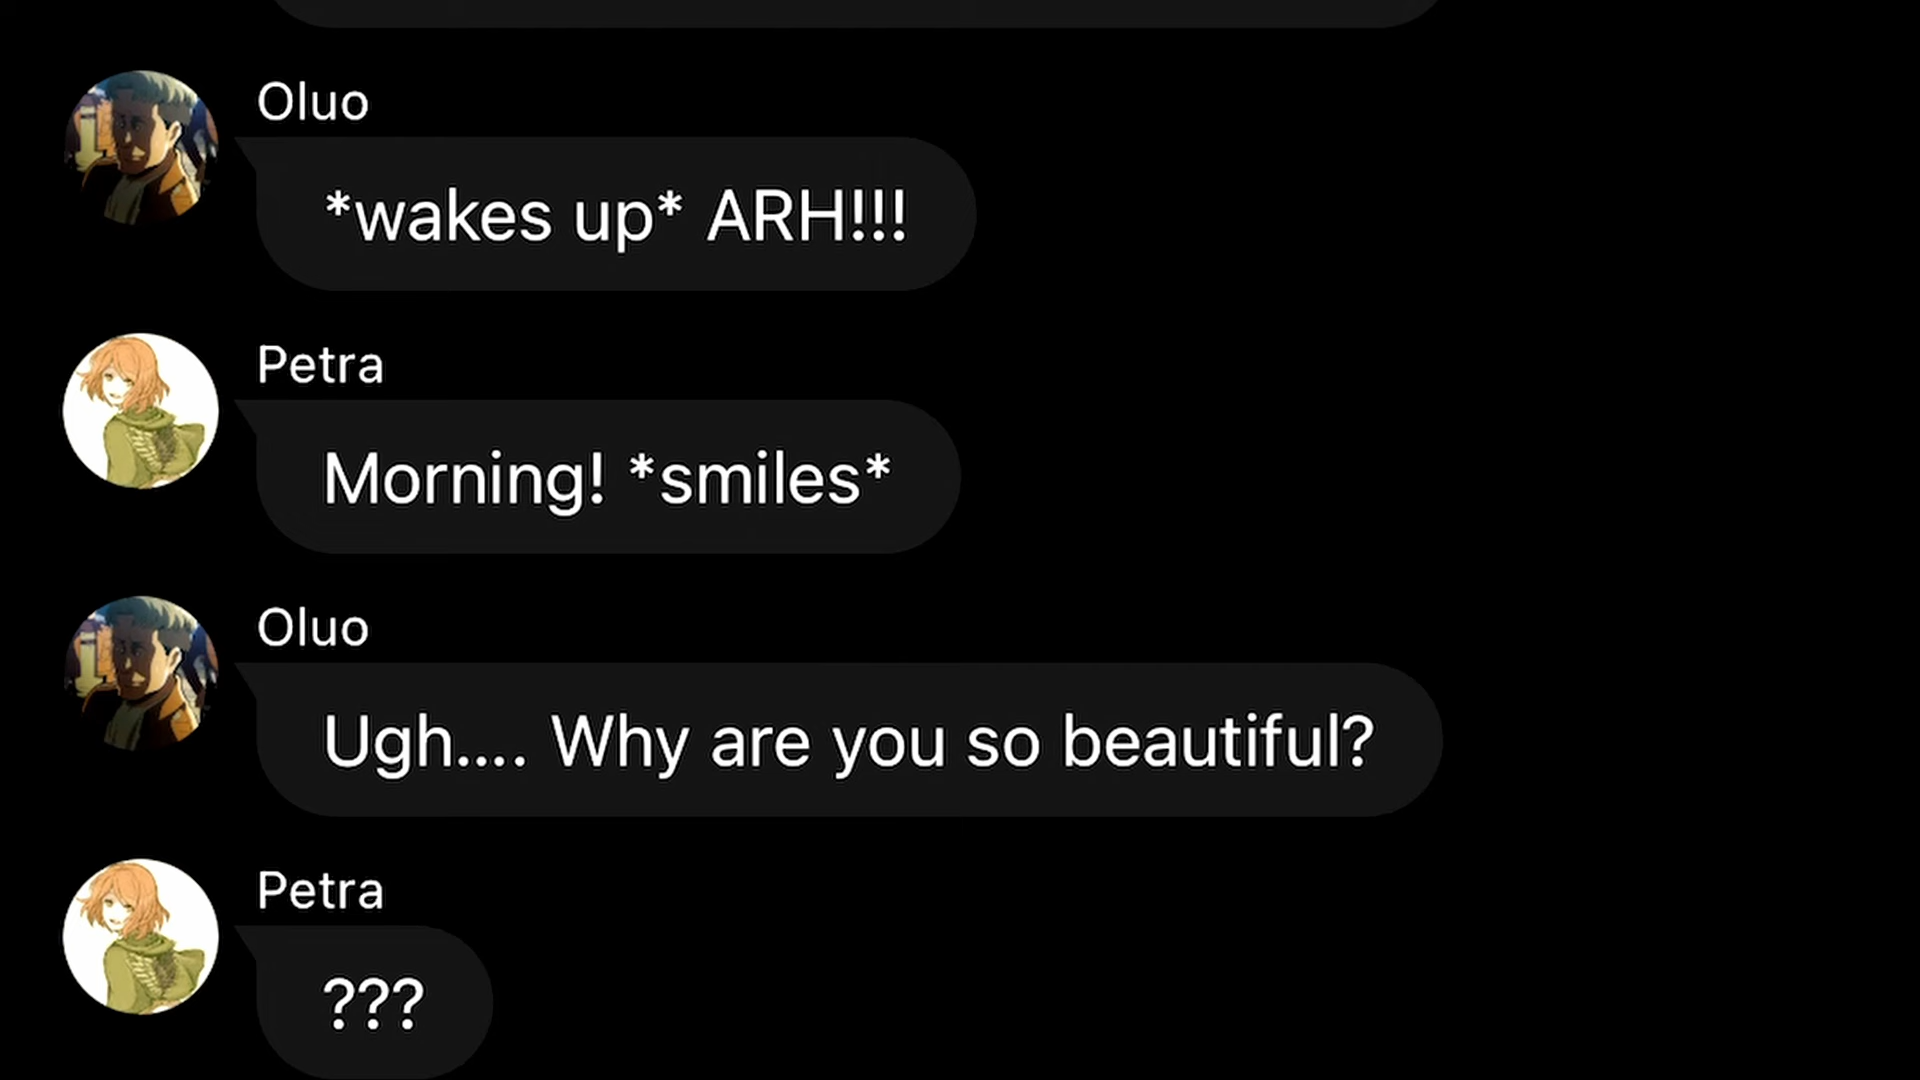 Oluo
*wakes up* ARH!!!
Petra
Morning! *smiles*
Oluo
Ugh.... Why are you so beautiful?
Petra
???